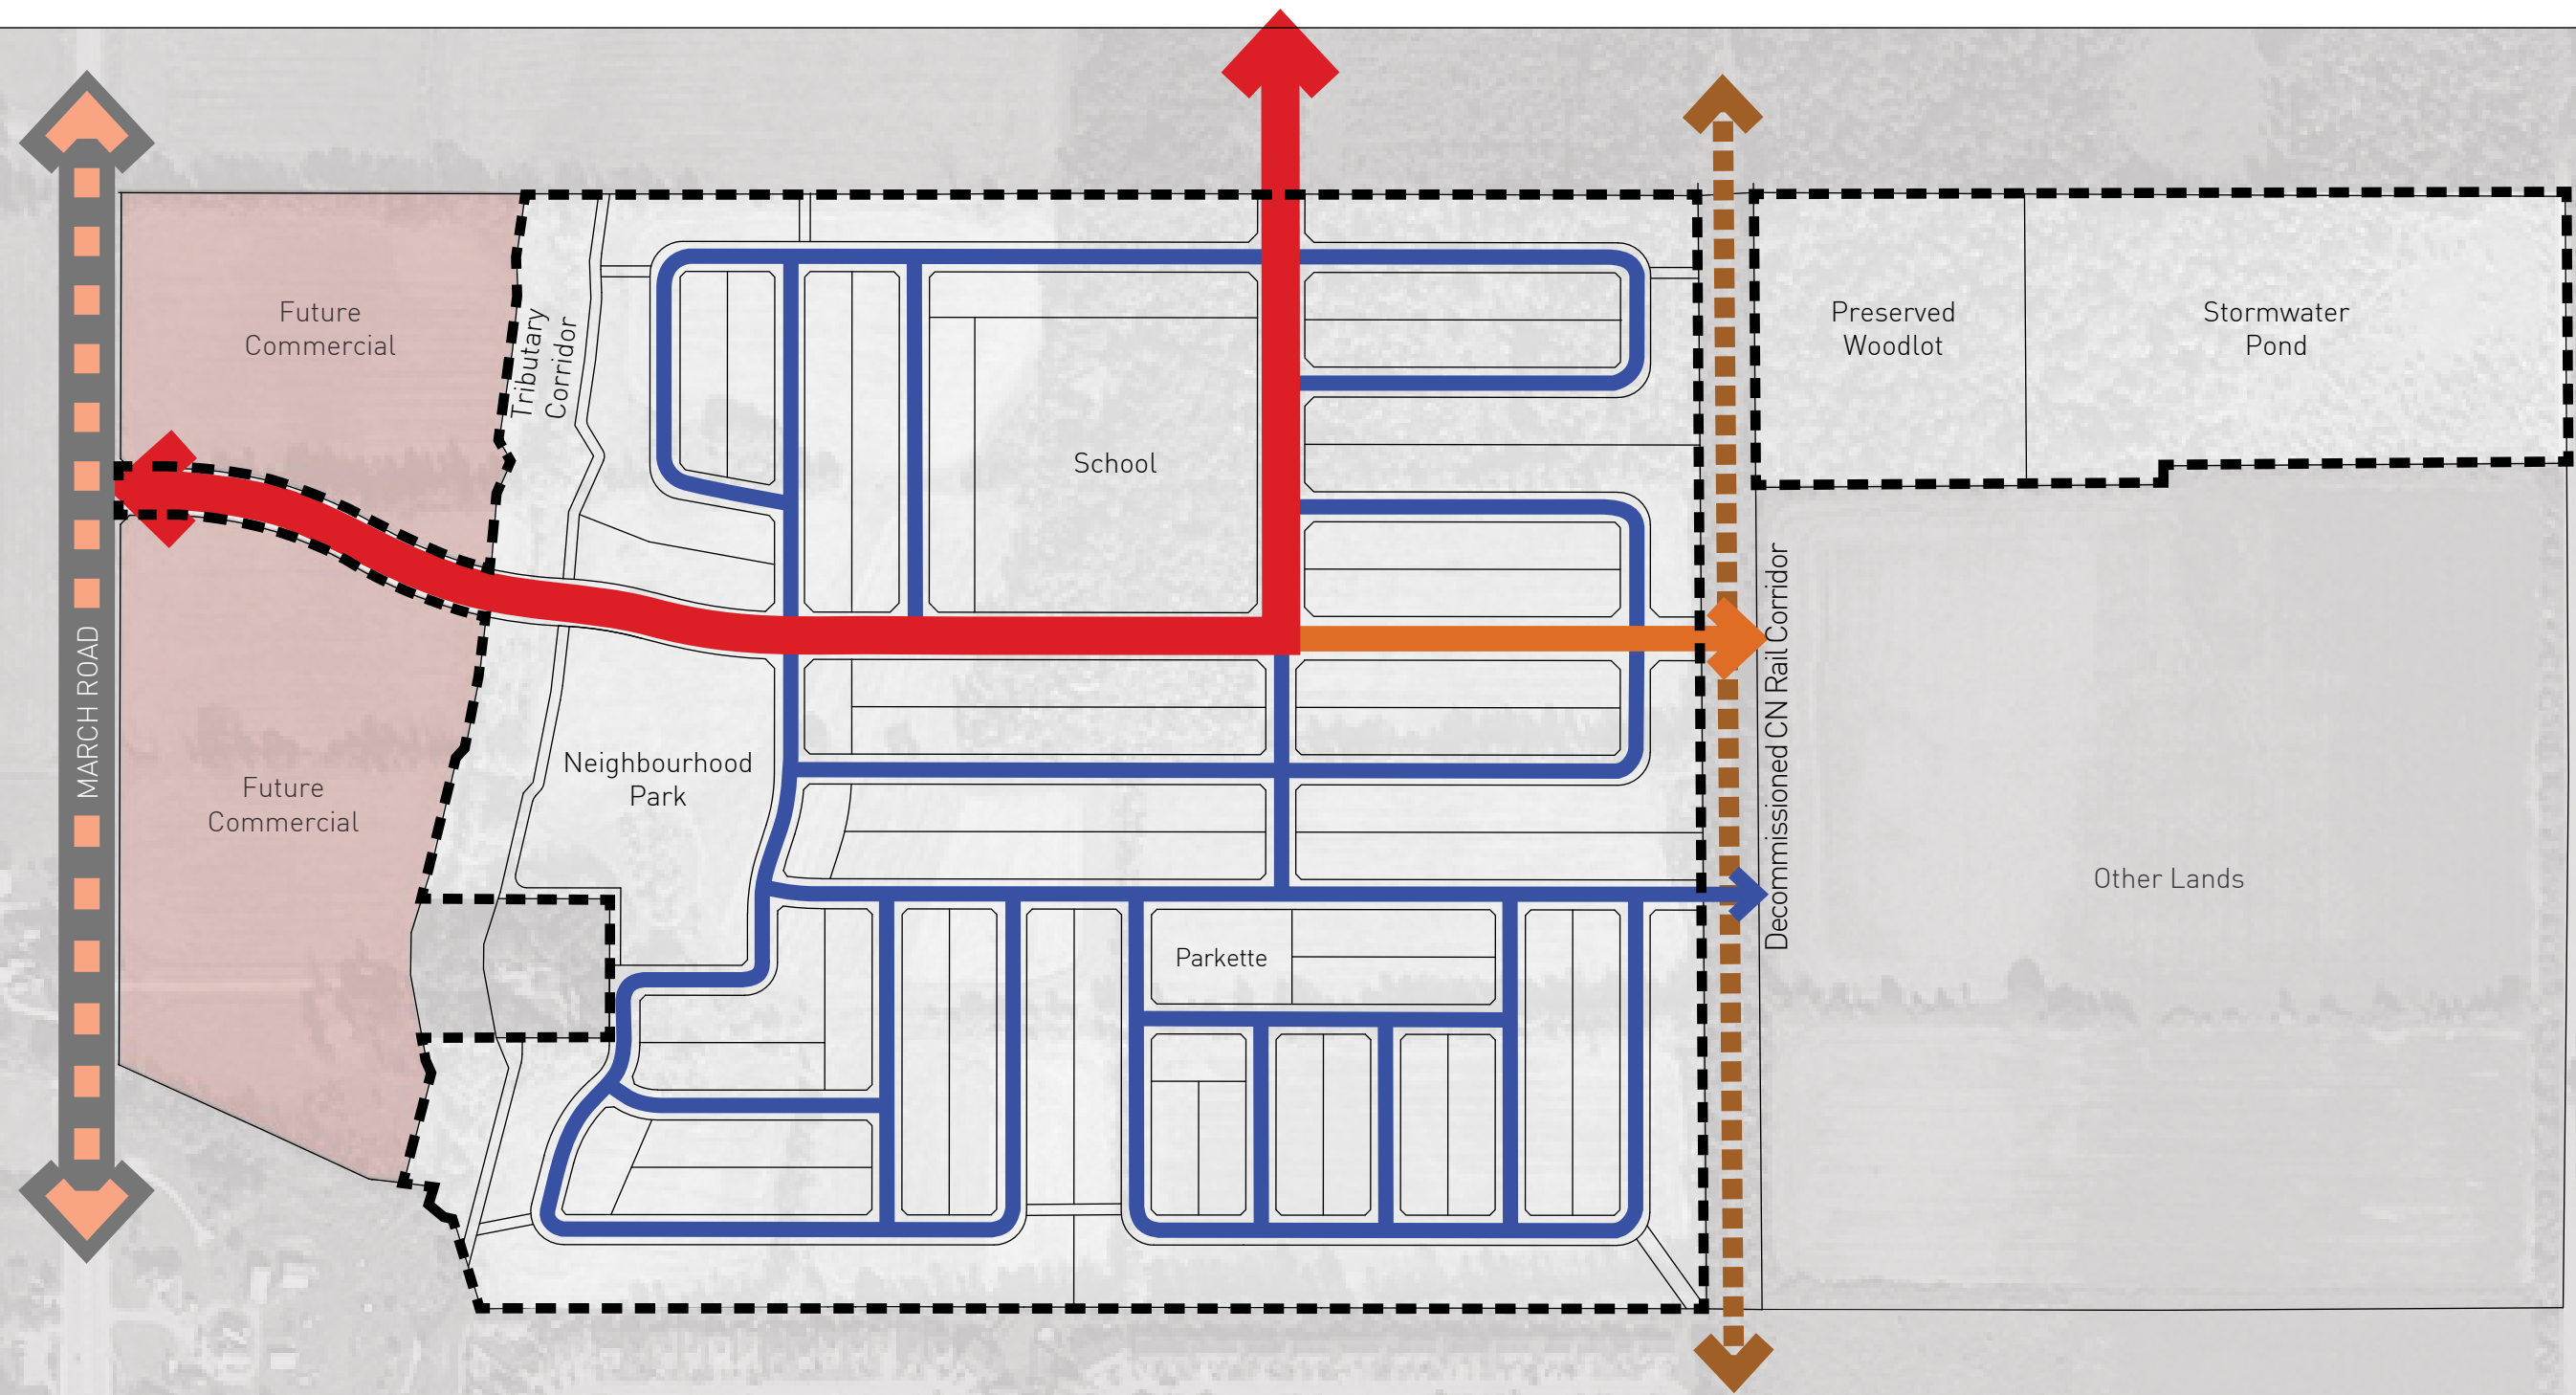 Future
Commercial
Tributary
Corridor
Preserved
Woodlot
Stormwater
Pond
School
MARCH ROAD
Neighbourhood
Park
Future
Commercial
Decommissioned CN Rail Corridor
Other Lands
Parkette